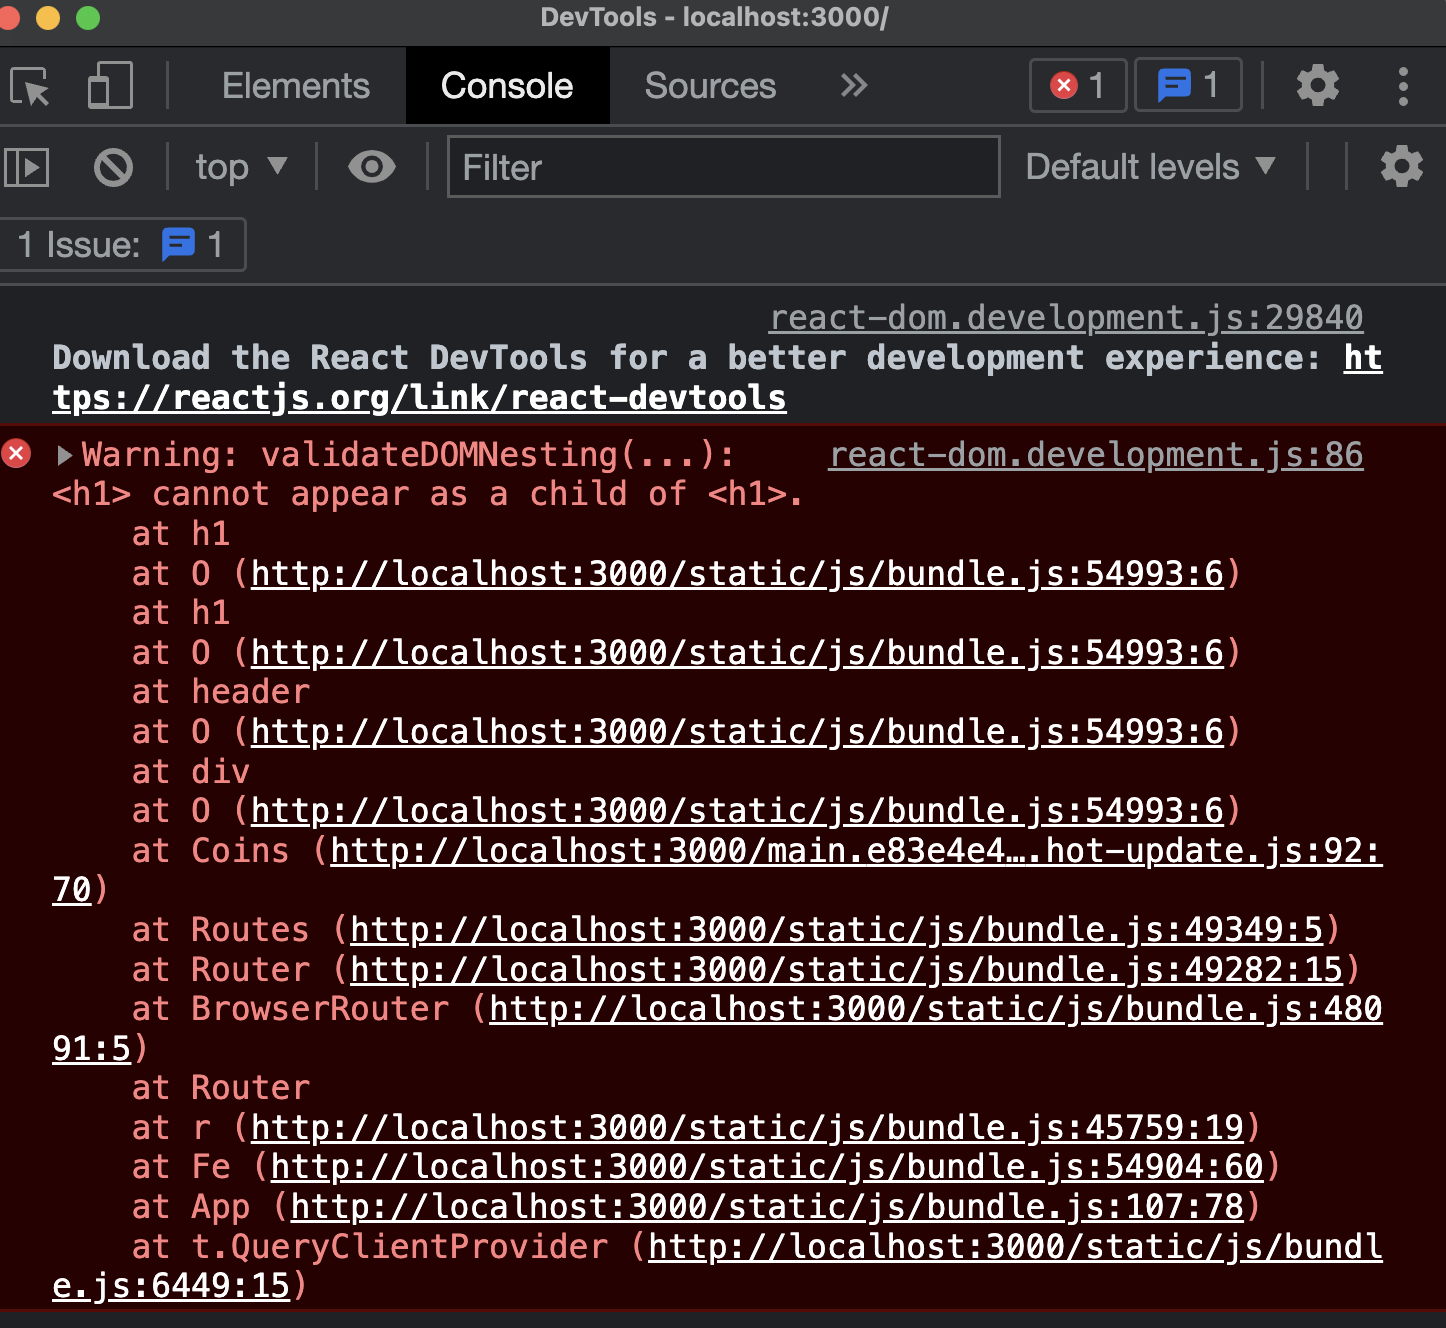 DevTools - localhost:3000/
Elements Console Sources » 1 1
top ▼ Filter Default levels ▼
1 Issue: 1
react-dom.development.js:29840
Download the React DevTools for a better development experience: ht
tps://reactjs.org/link/react-devtools
▶Warning: validateDOMNesting(...): react-dom.development.js:86
<h1> cannot appear as a child of <h1>.
at h1
at O (http://localhost:3000/static/js/bundle.js:54993:6)
at h1
at O (http://localhost:3000/static/js/bundle.js:54993:6)
at header
at O (http://localhost:3000/static/js/bundle.js:54993:6)
at div
at O (http://localhost:3000/static/js/bundle.js:54993:6)
at Coins (http://localhost:3000/main.e83e4e4….hot-update.js:92:
70)
at Routes (http://localhost:3000/static/js/bundle.js:49349:5)
at Router (http://localhost:3000/static/js/bundle.js:49282:15)
at BrowserRouter (http://localhost:3000/static/js/bundle.js:480
91:5)
at Router
at r (http://localhost:3000/static/js/bundle.js:45759:19)
at Fe (http://localhost:3000/static/js/bundle.js:54904:60)
at App (http://localhost:3000/static/js/bundle.js:107:78)
at t.QueryClientProvider (http://localhost:3000/static/js/bundl
e.js:6449:15)